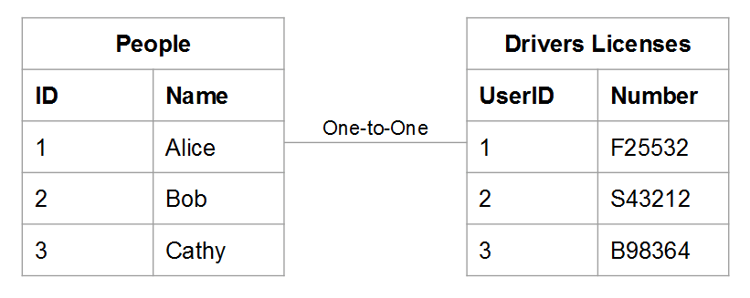 People
ID Name
1 Alice
2 Bob
3 Cathy
One-to-One
Drivers Licenses
UserID Number
1 F25532
2 S43212
3 B98364